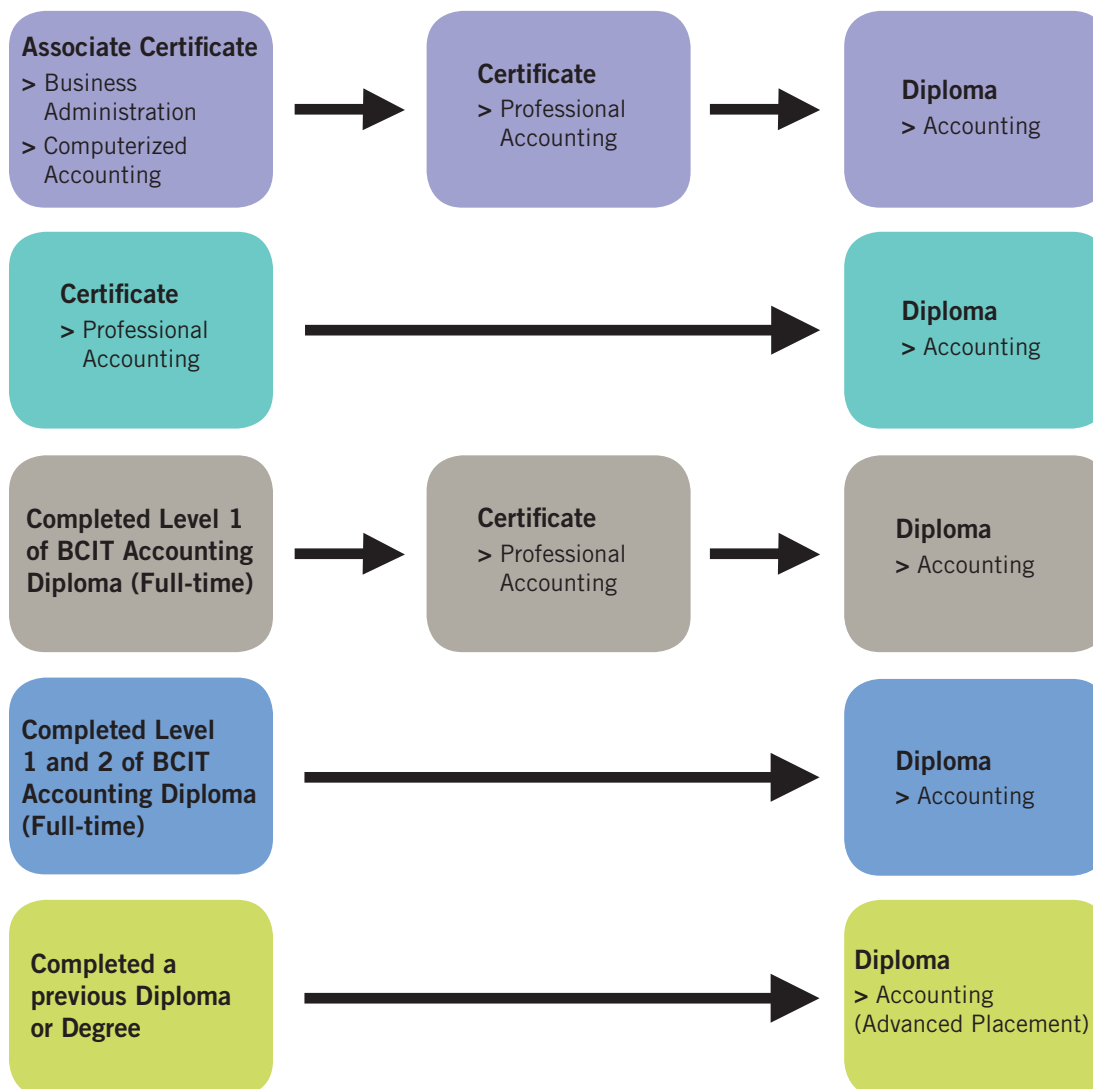 Associate Certificate
> Business
Administration
> Computerized
Accounting
Certificate
> Professional
Accounting
Diploma
> Accounting
Certificate
> Professional
Accounting
Diploma
> Accounting
Completed Level 1
of BCIT Accounting
Diploma (Full-time)
Certificate
> Professional
Accounting
Diploma
> Accounting
Completed Level
1 and 2 of BCIT
Accounting Diploma
(Full-time)
Diploma
> Accounting
Completed a
previous Diploma
or Degree
Diploma
> Accounting
(Advanced Placement)